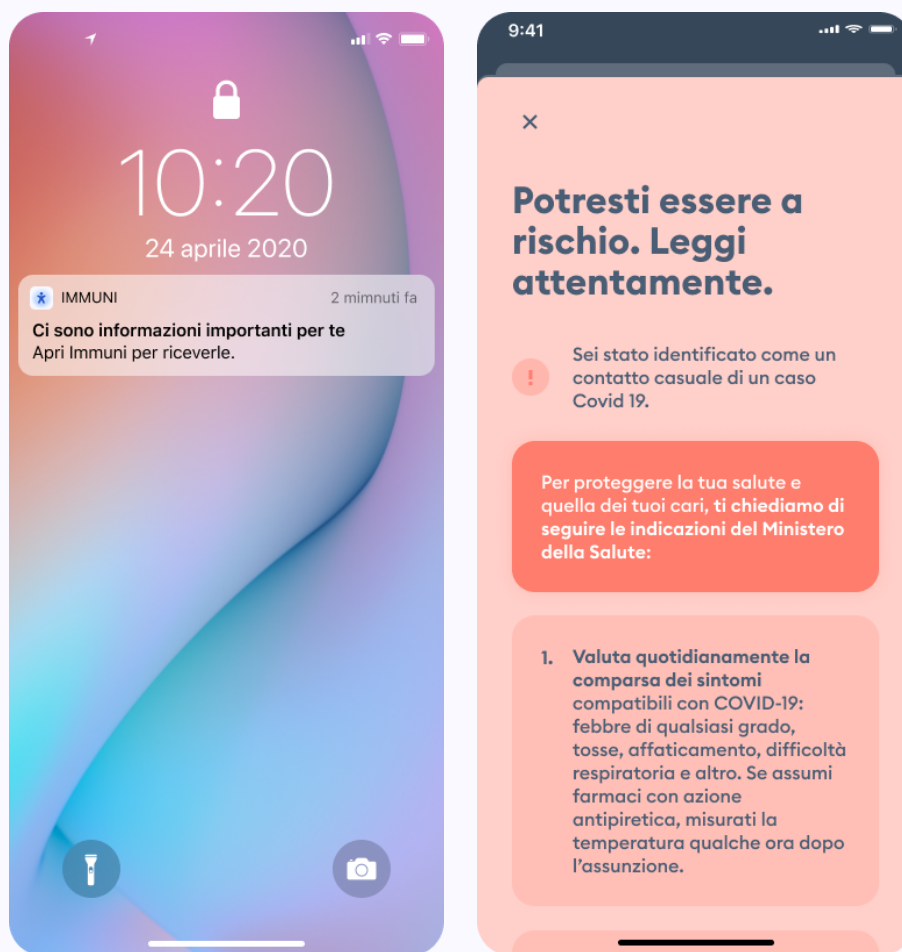 10:20
24 aprile 2020
IMMUNI
2 mimnuti fa
Ci sono informazioni importanti per te
Apri Immuni per riceverle.
9:41
Potresti essere a
rischio. Leggi
attentamente.
!
Sei stato identificato come un
contatto casuale di un caso
Covid 19.
Per proteggere la tua salute e
quella dei tuoi cari, ti chiediamo di
seguire le indicazioni del Ministero
della Salute:
1. Valuta quotidianamente la
comparsa dei sintomi
compatibili con COVID-19:
febbre di qualsiasi grado,
tosse, affaticamento, difficoltà
respiratoria e altro. Se assumi
farmaci con azione
antipiretica, misurati la
temperatura qualche ora dopo
l'assunzione.